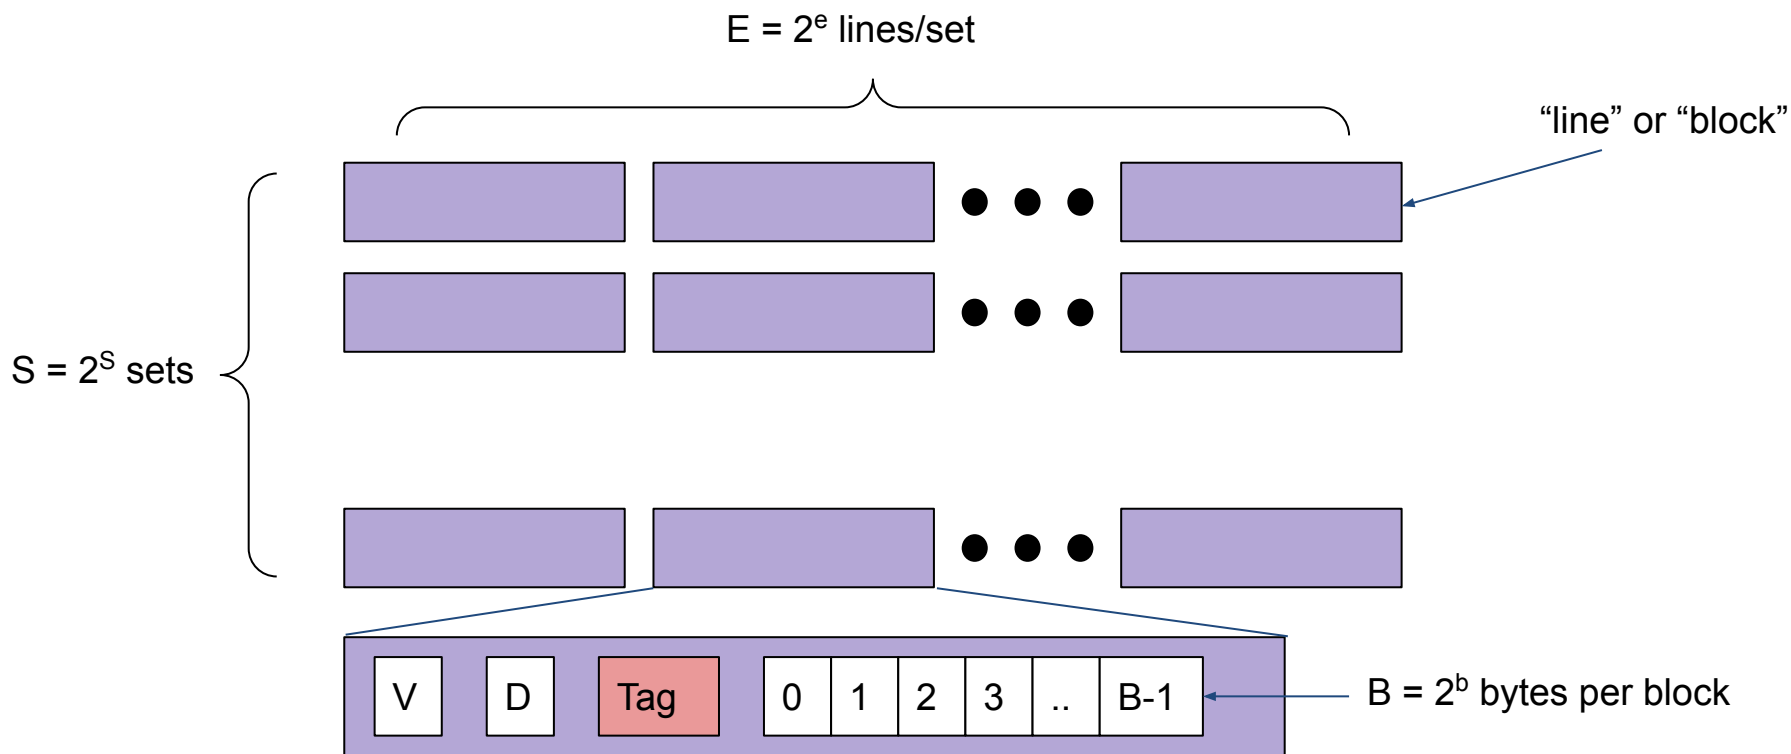 E = 2ᵉ lines/set
“line” or “block”
S = 2ˢ sets
V D Tag 0 1 2 3 .. B-1
B = 2ᵇ bytes per block